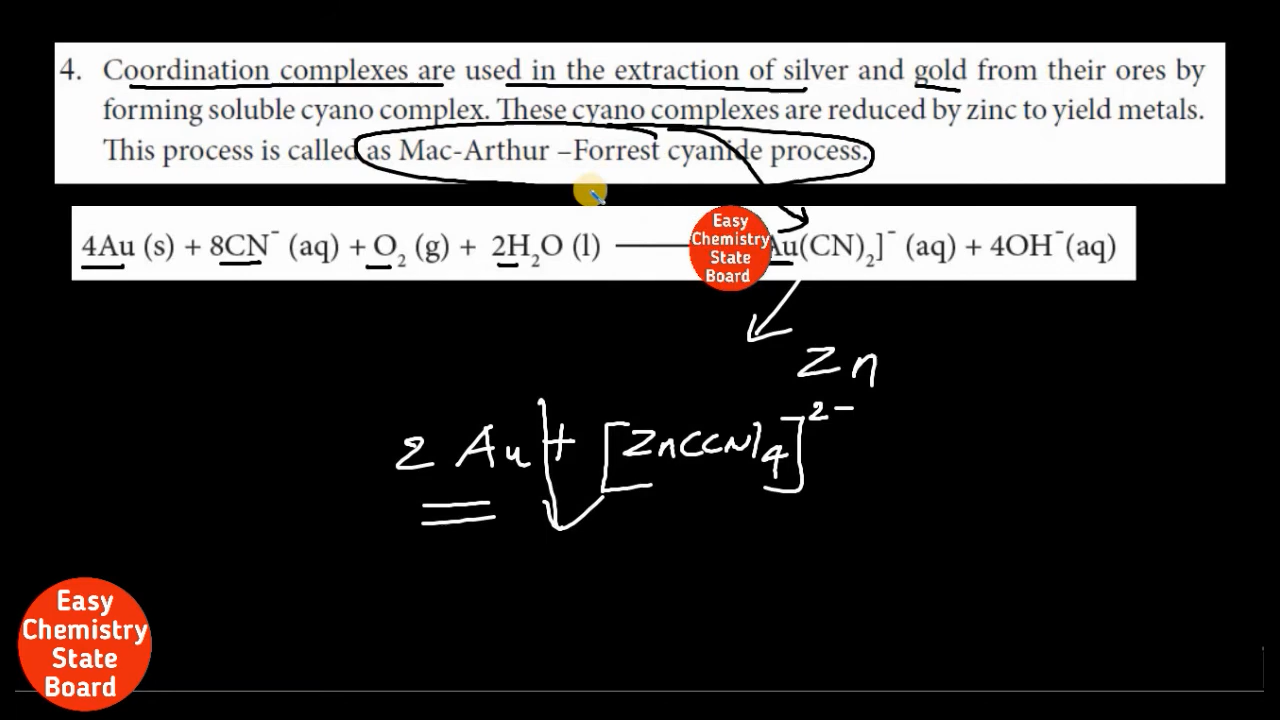 4. Coordination complexes are used in the extraction of silver and gold from their ores by
forming soluble cyano complex. These cyano complexes are reduced by zinc to yield metals.
This process is called as Mac-Arthur –Forrest cyanide process.
Easy
Chemistry
State
Board
4Au (s) + 8CN⁻ (aq) + O₂ (g) + 2H₂O (l) ——— Au(CN)₂]⁻ (aq) + 4OH⁻(aq)
Zn
2 Au ↓ + [Zn(CN)4]²⁻
Easy
Chemistry
State
Board